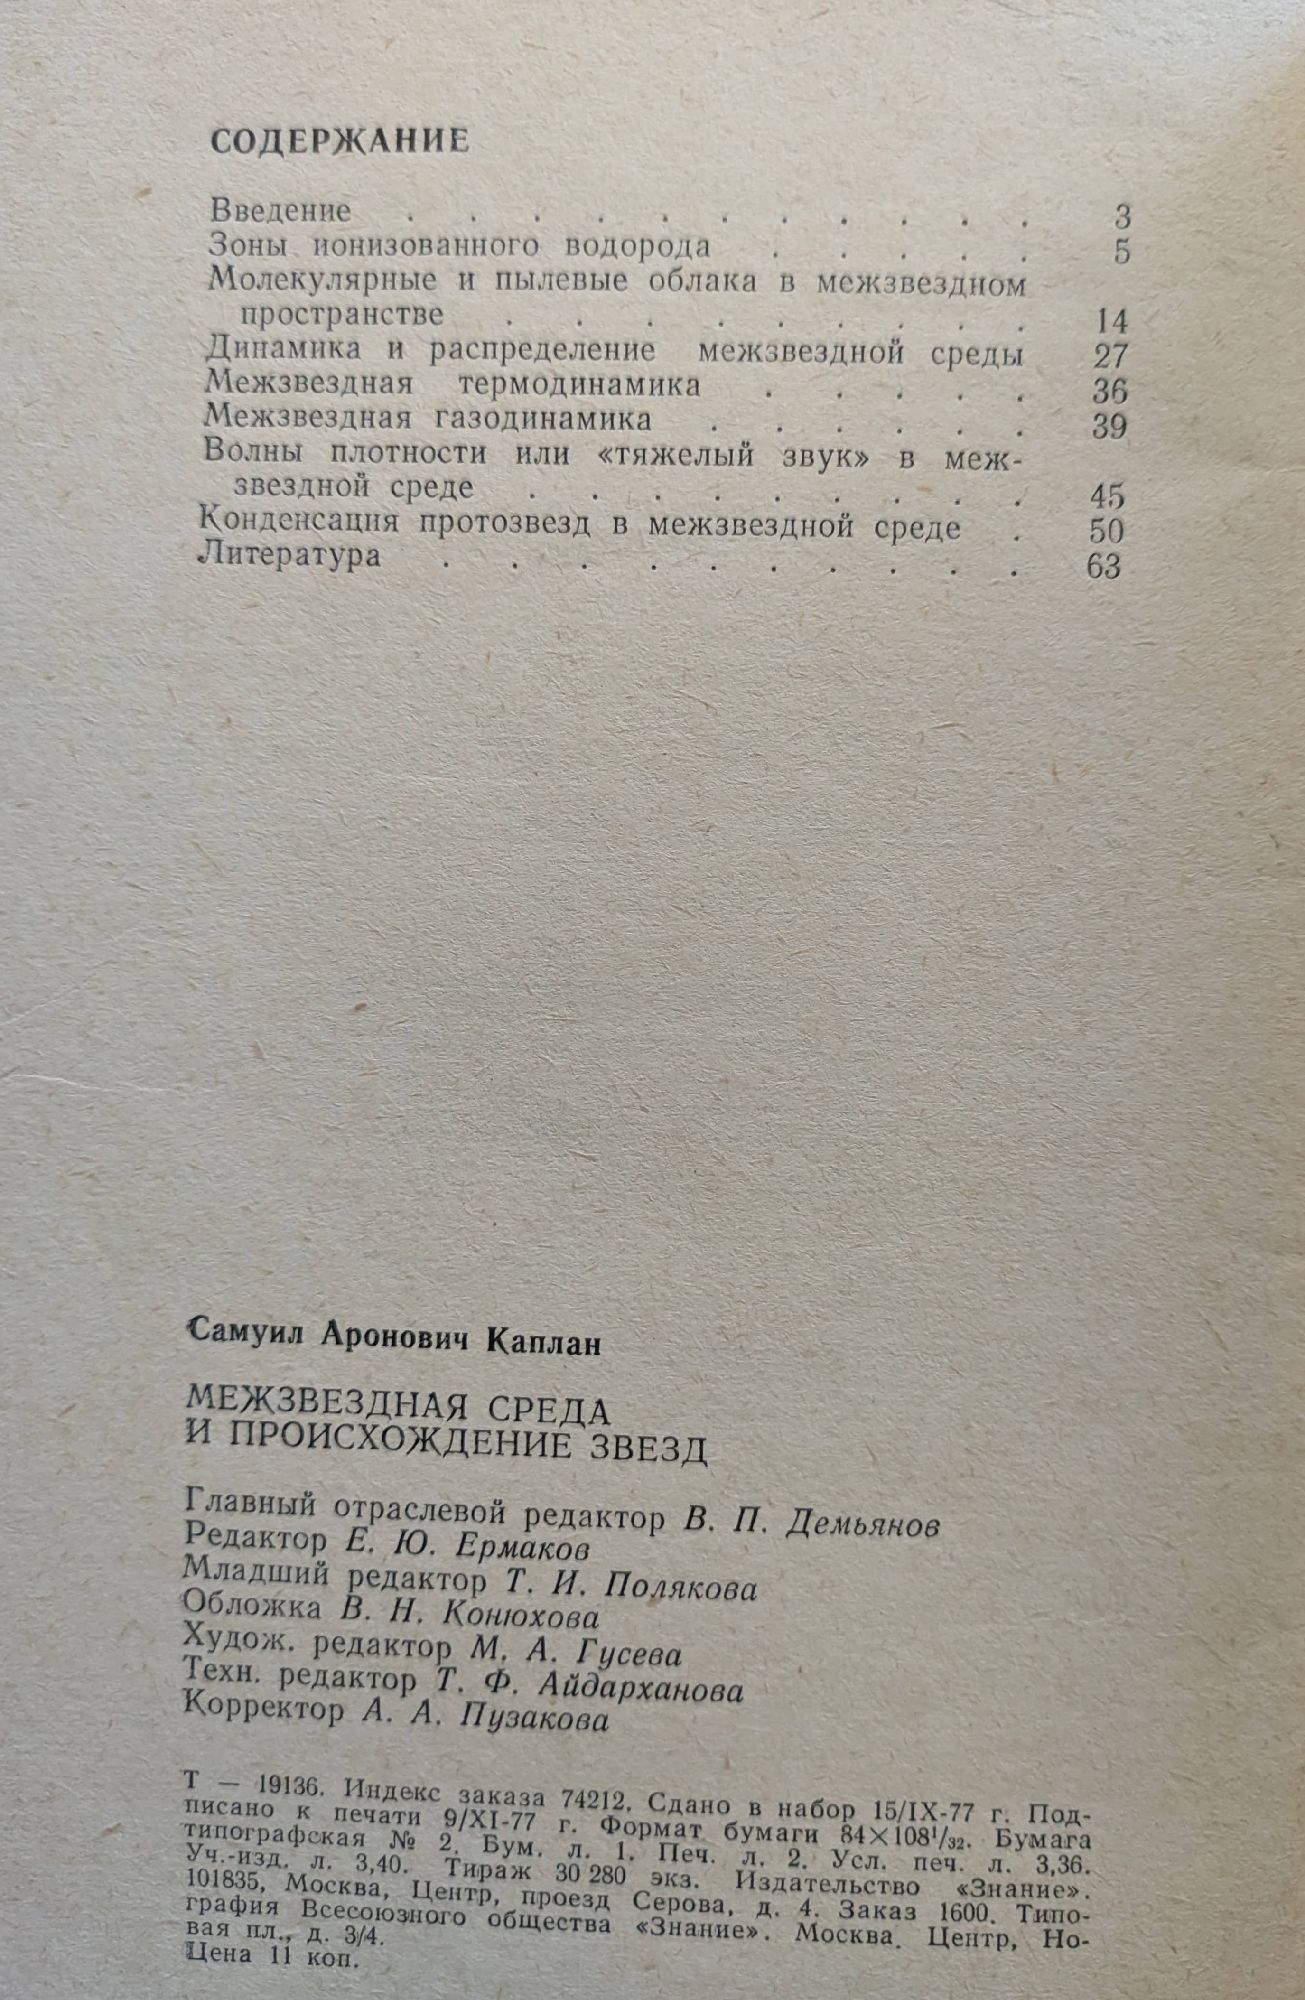 СОДЕРЖАНИЕ
Введение . . . . . . . . . . . 3
Зоны ионизованного водорода . . . . . 5
Молекулярные и пылевые облака в межзвездном
пространстве . . . . . . . . . 14
Динамика и распределение межзвездной среды 27
Межзвездная термодинамика . . . . . 36
Межзвездная газодинамика . . . . . . 39
Волны плотности или «тяжелый звук» в меж-
звездной среде . . . . . . . . . 45
Конденсация протозвезд в межзвездной среде . 50
Литература . . . . . . . . . . 63
Самуил Аронович Каплан
МЕЖЗВЕЗДНАЯ СРЕДА
И ПРОИСХОЖДЕНИЕ ЗВЕЗД
Главный отраслевой редактор В. П. Демьянов
Редактор Е. Ю. Ермаков
Младший редактор Т. И. Полякова
Обложка В. Н. Конюхова
Худож. редактор М. А. Гусева
Техн. редактор Т. Ф. Айдарханова
Корректор А. А. Пузакова
Т — 19136. Индекс заказа 74212. Сдано в набор 15/IX-77 г. Под-
писано к печати 9/XI-77 г. Формат бумаги 84×108¹/₃₂. Бумага
типографская № 2. Бум. л. 1. Печ. л. 2. Усл. печ. л. 3,36.
Уч.-изд. л. 3,40. Тираж 30 280 экз. Издательство «Знание».
101835, Москва, Центр, проезд Серова, д. 4. Заказ 1600. Типо-
графия Всесоюзного общества «Знание». Москва. Центр, Но-
вая пл., д. 3/4.
Цена 11 коп.